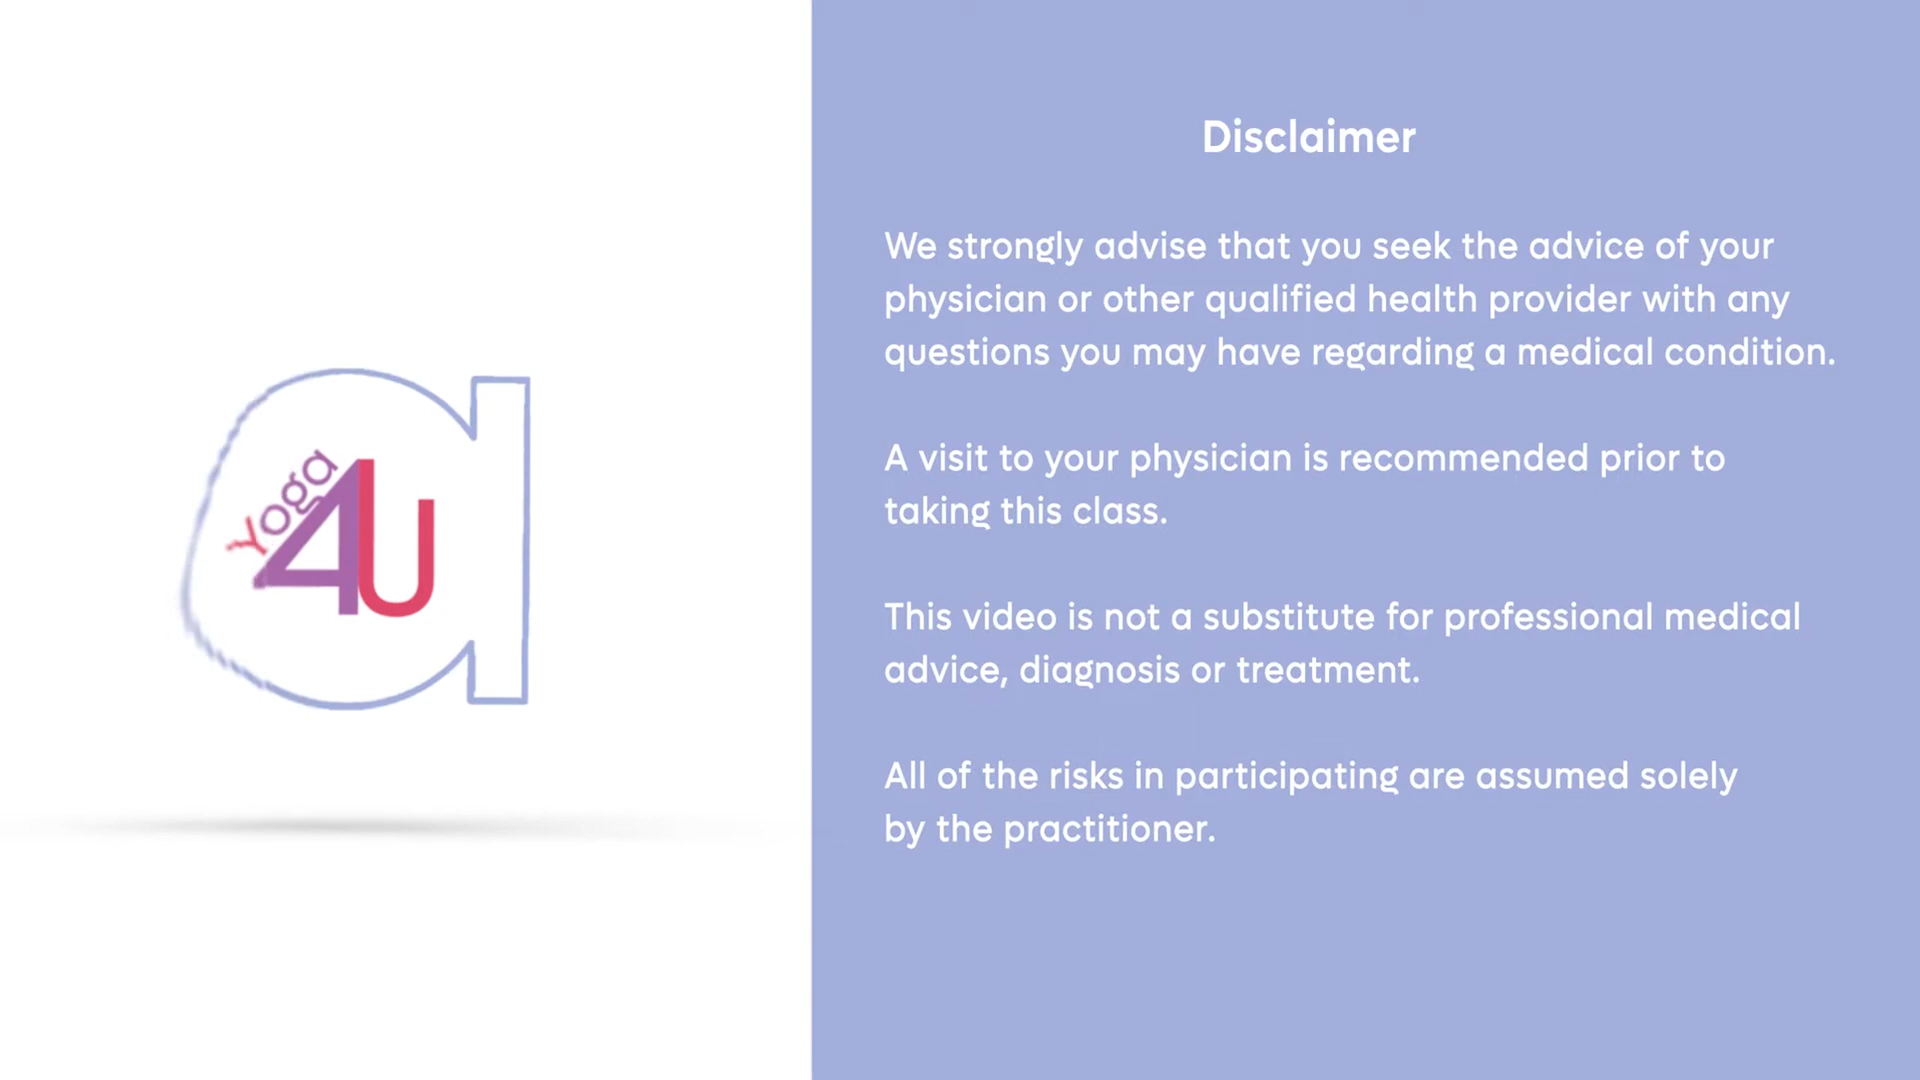 Yoga
4U
Disclaimer
We strongly advise that you seek the advice of your
physician or other qualified health provider with any
questions you may have regarding a medical condition.
A visit to your physician is recommended prior to
taking this class.
This video is not a substitute for professional medical
advice, diagnosis or treatment.
All of the risks in participating are assumed solely
by the practitioner.